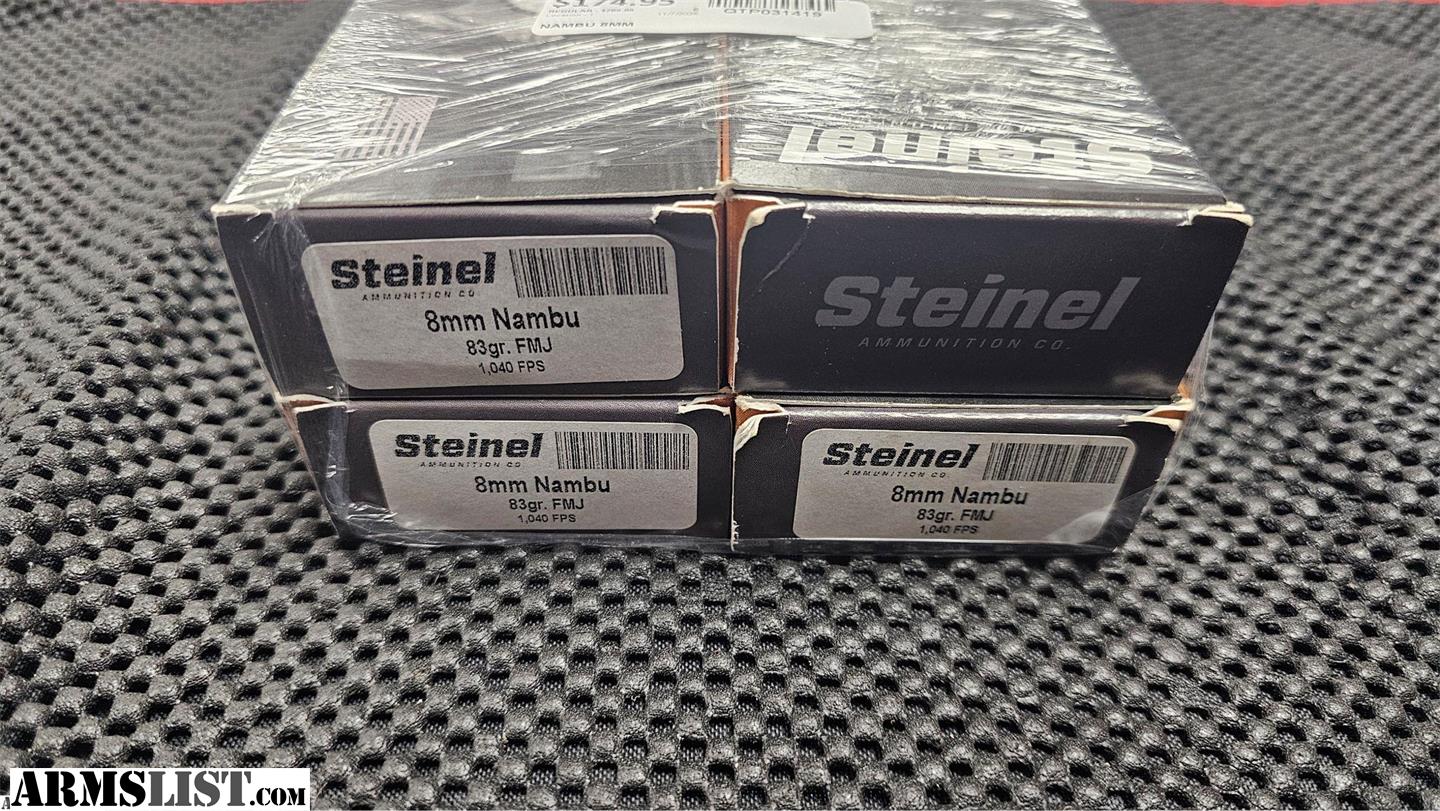 $174.95
QTP031419
NAMBU 8MM
Steinel
Steinel
AMMUNITION CO.
8mm Nambu
83gr. FMJ
1,040 FPS
Steinel
AMMUNITION CO.
Steinel
AMMUNITION CO.
8mm Nambu
83gr. FMJ
1,040 FPS
Steinel
AMMUNITION CO.
8mm Nambu
83gr. FMJ
1,040 FPS
ARMSLIST.COM